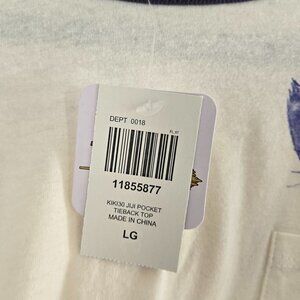 DEPT 0018
11855877
KIKI30 JIJI POCKET
TIEBACK TOP
MADE IN CHINA
LG